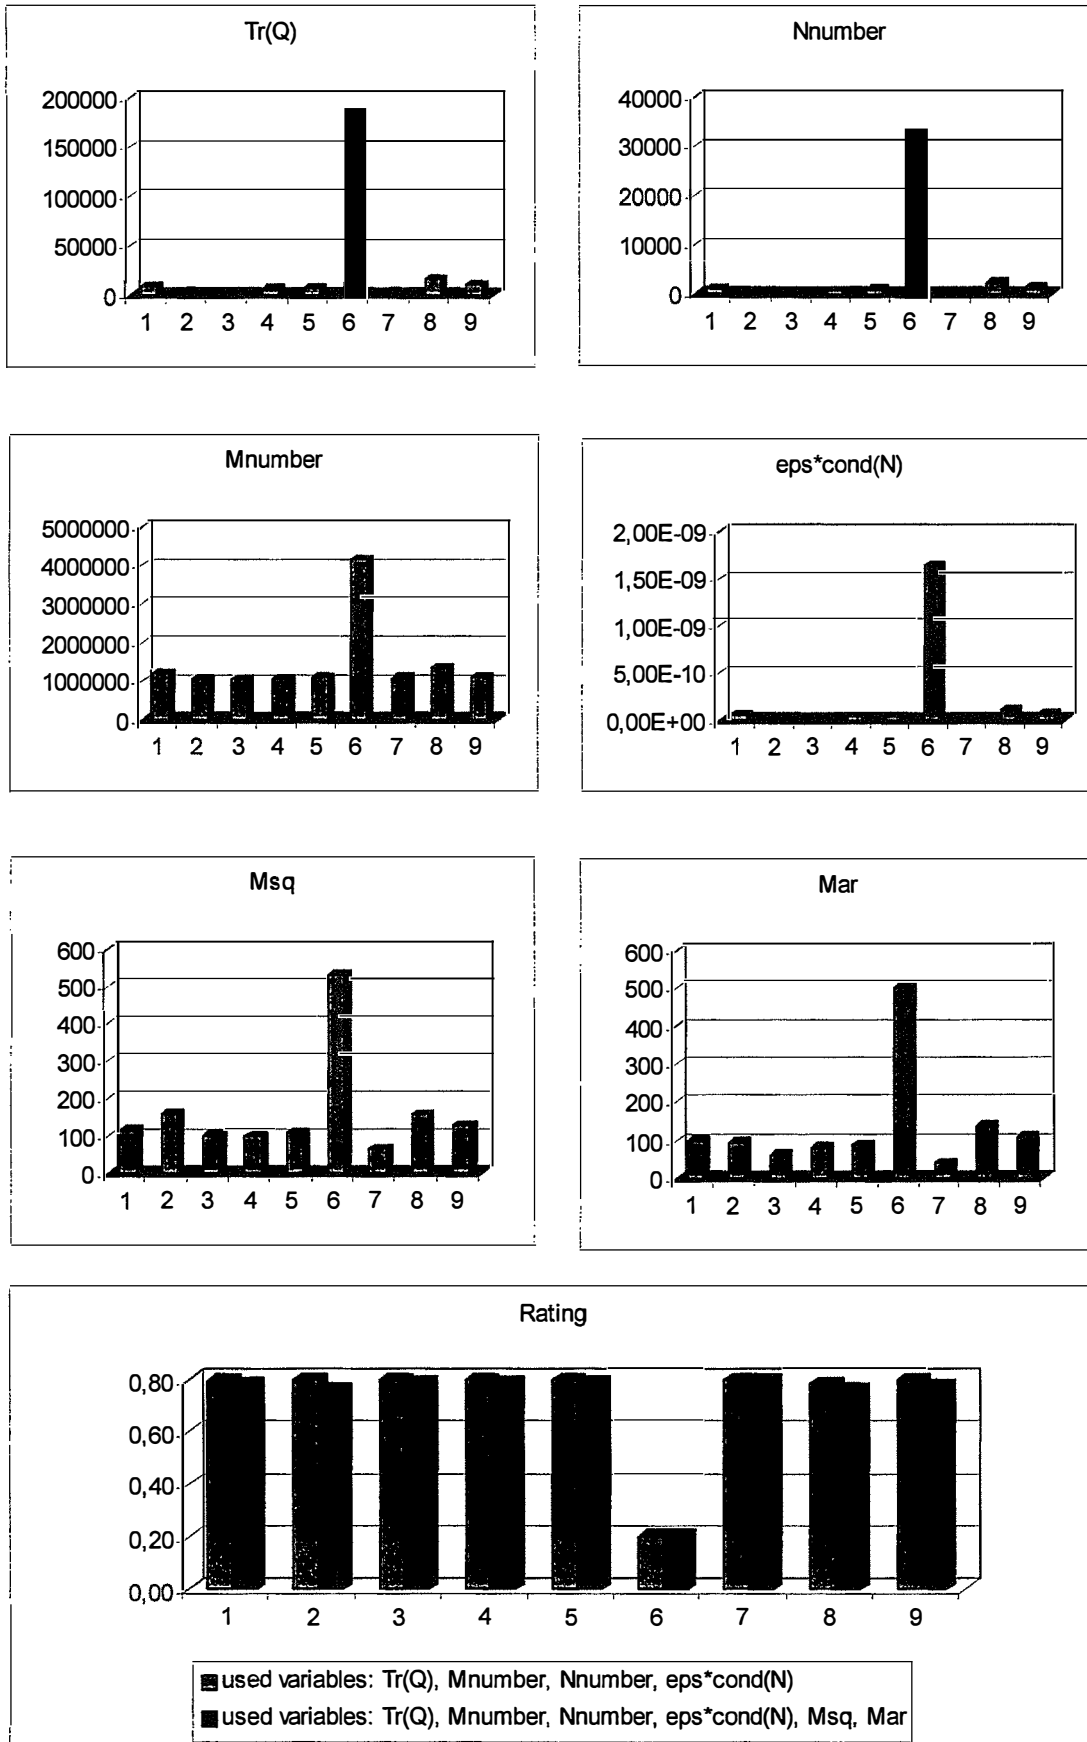 Tr(Q)
200000
150000
100000
50000
0
1 2 3 4 5 6 7 8 9
Nnumber
40000
30000
20000
10000
0
1 2 3 4 5 6 7 8 9
Mnumber
5000000
4000000
3000000
2000000
1000000
0
1 2 3 4 5 6 7 8 9
eps*cond(N)
2,00E-09
1,50E-09
1,00E-09
5,00E-10
0,00E+00
1 2 3 4 5 6 7 8 9
Msq
600
500
400
300
200
100
0
1 2 3 4 5 6 7 8 9
Mar
600
500
400
300
200
100
0
1 2 3 4 5 6 7 8 9
Rating
0,80
0,60
0,40
0,20
0,00
1 2 3 4 5 6 7 8 9
used variables: Tr(Q), Mnumber, Nnumber, eps*cond(N)
used variables: Tr(Q), Mnumber, Nnumber, eps*cond(N), Msq, Mar